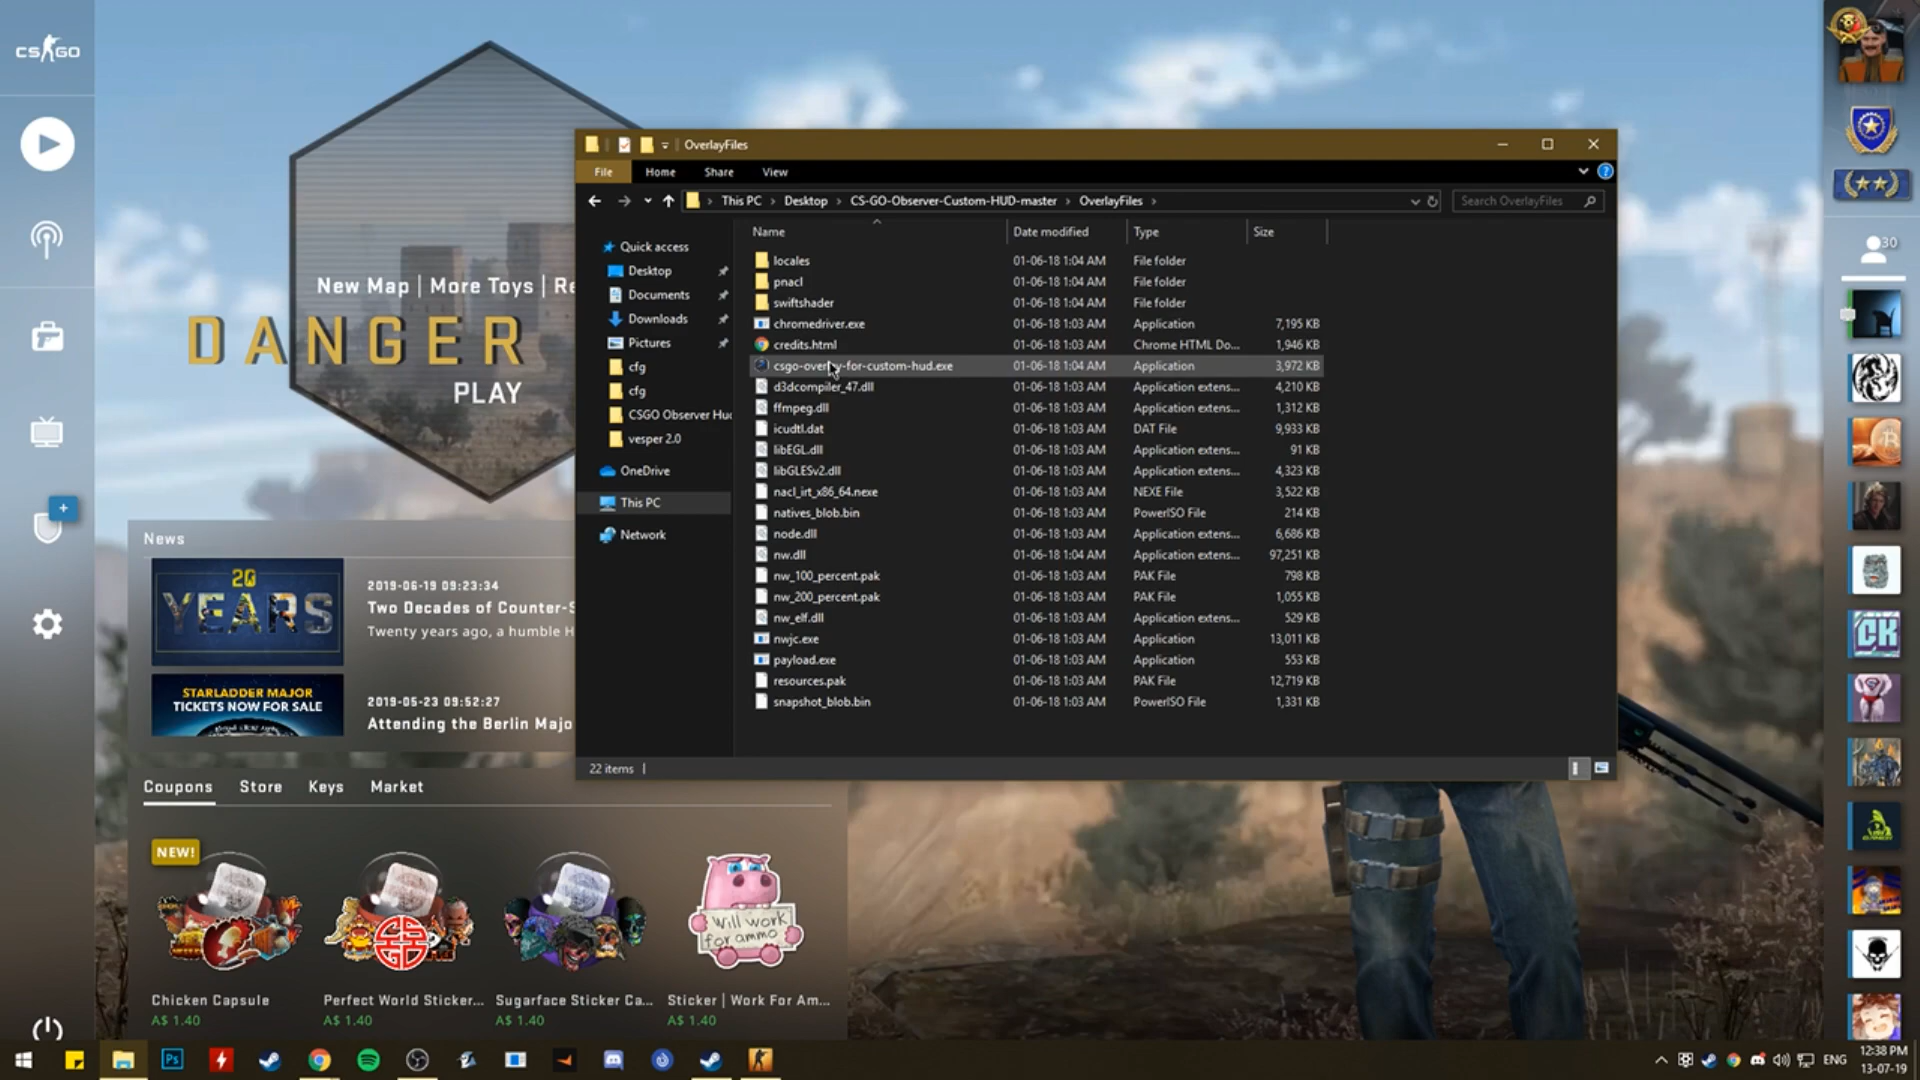 CS GO
New Map | More Toys | Re
DANGER
PLAY
News
20
YEARS
2019-06-19 09:23:34
Two Decades of Counter-S
Twenty years ago, a humble H
STARLADDER MAJOR
TICKETS NOW FOR SALE
2019-05-23 09:52:27
Attending the Berlin Majo
Coupons Store Keys Market
NEW!
Will work
for ammo
Chicken Capsule
A$ 1.40
Perfect World Sticker...
A$ 1.40
Sugarface Sticker Ca...
A$ 1.40
Sticker | Work For Am...
A$ 1.40
OverlayFiles
File Home Share View
This PC > Desktop > CS-GO-Observer-Custom-HUD-master > OverlayFiles >
Search OverlayFiles
Quick access
Desktop
Documents
Downloads
Pictures
cfg
cfg
CSGO Observer Huc
vesper 2.0
OneDrive
This PC
Network
Name Date modified Type Size
locales 01-06-18 1:04 AM File folder
pnacl 01-06-18 1:04 AM File folder
swiftshader 01-06-18 1:04 AM File folder
chromedriver.exe 01-06-18 1:03 AM Application 7,195 KB
credits.html 01-06-18 1:03 AM Chrome HTML Do... 1,946 KB
csgo-overlay-for-custom-hud.exe 01-06-18 1:04 AM Application 3,972 KB
d3dcompiler_47.dll 01-06-18 1:03 AM Application extens... 4,210 KB
ffmpeg.dll 01-06-18 1:03 AM Application extens... 1,312 KB
icudtl.dat 01-06-18 1:03 AM DAT File 9,933 KB
libEGL.dll 01-06-18 1:03 AM Application extens... 91 KB
libGLESv2.dll 01-06-18 1:03 AM Application extens... 4,323 KB
nacl_irt_x86_64.nexe 01-06-18 1:03 AM NEXE File 3,522 KB
natives_blob.bin 01-06-18 1:03 AM PowerISO File 214 KB
node.dll 01-06-18 1:03 AM Application extens... 6,686 KB
nw.dll 01-06-18 1:04 AM Application extens... 97,251 KB
nw_100_percent.pak 01-06-18 1:03 AM PAK File 798 KB
nw_200_percent.pak 01-06-18 1:03 AM PAK File 1,055 KB
nw_elf.dll 01-06-18 1:03 AM Application extens... 529 KB
nwjc.exe 01-06-18 1:03 AM Application 13,011 KB
payload.exe 01-06-18 1:03 AM Application 553 KB
resources.pak 01-06-18 1:03 AM PAK File 12,719 KB
snapshot_blob.bin 01-06-18 1:03 AM PowerISO File 1,331 KB
22 items
30
CK
Ps
ENG
12:38 PM
13-07-19